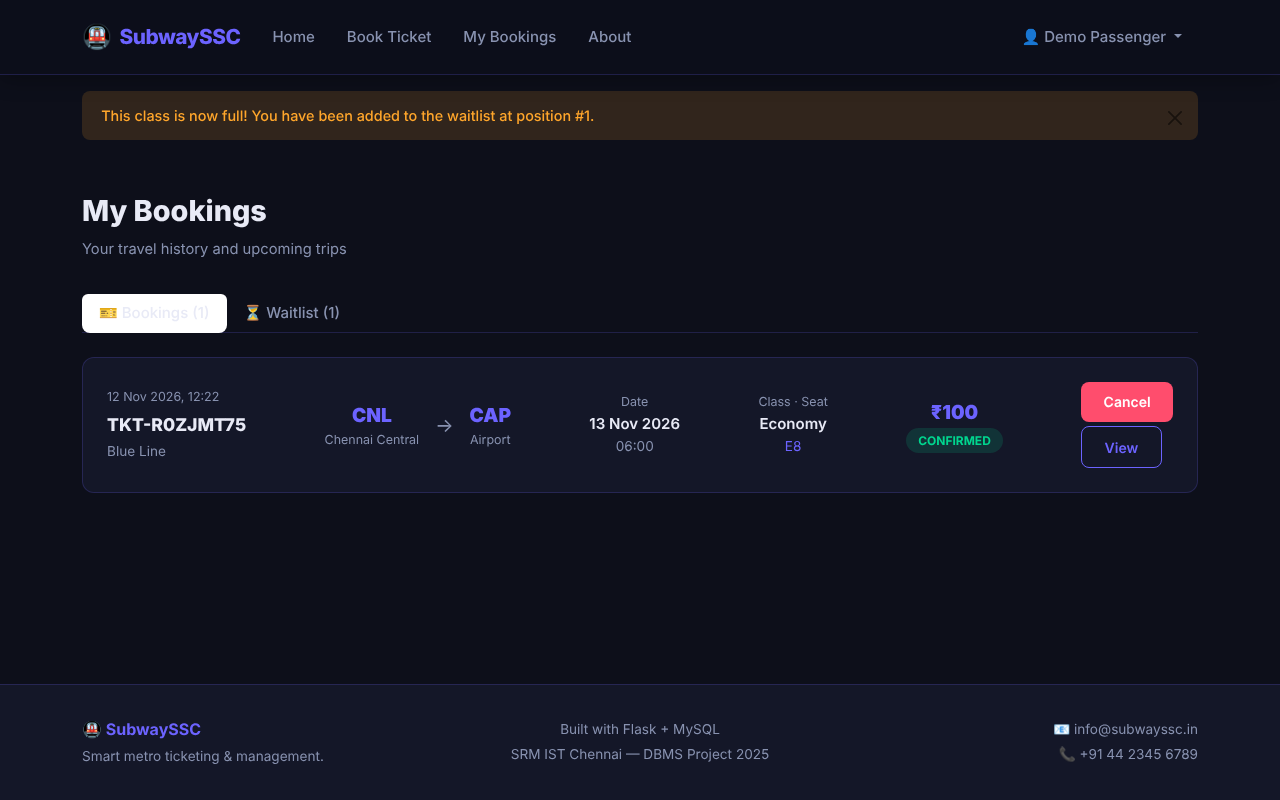 SubwaySSC
Home
Book Ticket
My Bookings
About
Demo Passenger
This class is now full! You have been added to the waitlist at position #1.
My Bookings
Your travel history and upcoming trips
Bookings (1)
Waitlist (1)
12 Nov 2026, 12:22
TKT-R0ZJMT75
Blue Line
CNL
Chennai Central
→
CAP
Airport
Date
13 Nov 2026
06:00
Class · Seat
Economy
E8
₹100
CONFIRMED
Cancel
View
SubwaySSC
Smart metro ticketing & management.
Built with Flask + MySQL
SRM IST Chennai — DBMS Project 2025
info@subwayssc.in
+91 44 2345 6789